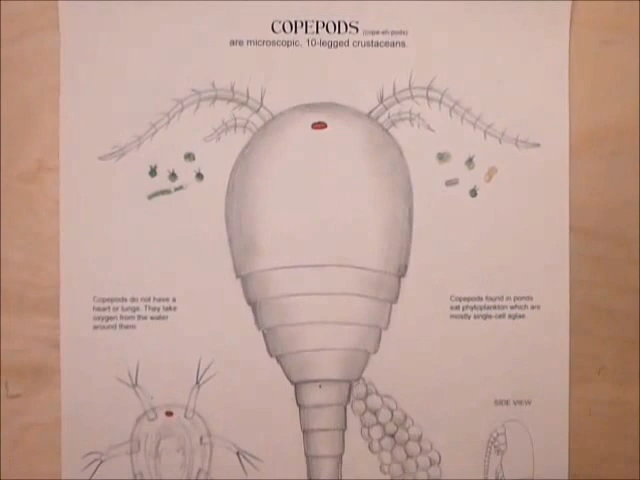 COPEPODS (cope-eh-pods)
are microscopic, 10-legged crustaceans.
Copepods do not have a
heart or lungs. They take
oxygen from the water
around them.
Copepods found in ponds
eat phytoplankton which are
mostly single-cell aglae.
SIDE VIEW